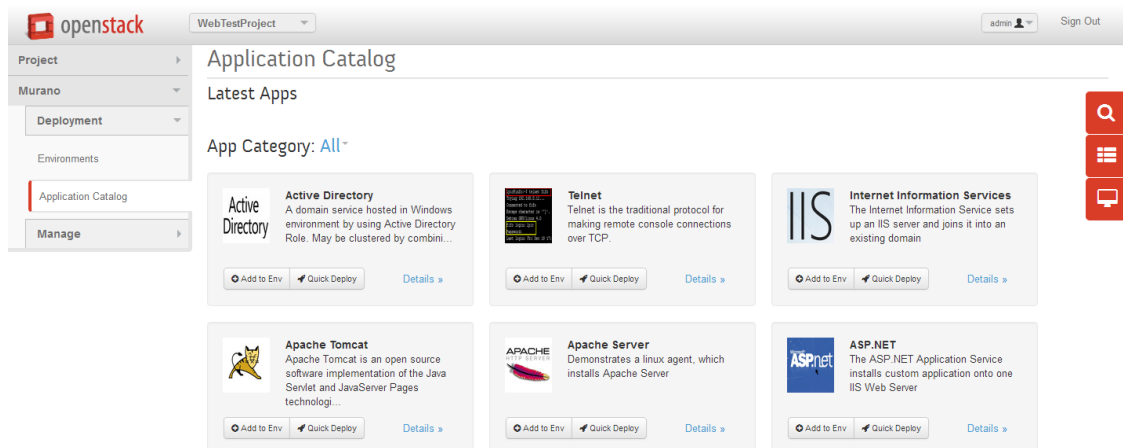 openstack
WebTestProject
admin
Sign Out
Project
Murano
Deployment
Environments
Application Catalog
Manage
Application Catalog
Latest Apps
App Category: All
Active Directory
Active Directory
A domain service hosted in Windows
environment by using Active Directory
Role. May be clustered by combini...
Add to Env
Quick Deploy
Details »
Telnet
Telnet is the traditional protocol for
making remote console connections
over TCP.
Add to Env
Quick Deploy
Details »
IIS
Internet Information Services
The Internet Information Service sets
up an IIS server and joins it into an
existing domain
Add to Env
Quick Deploy
Details »
Apache Tomcat
Apache Tomcat is an open source
software implementation of the Java
Servlet and JavaServer Pages
technologi...
Add to Env
Quick Deploy
Details »
APACHE
HTTP SERVER
Apache Server
Demonstrates a linux agent, which
installs Apache Server
Add to Env
Quick Deploy
Details »
ASP.net
ASP.NET
The ASP.NET Application Service
installs custom application onto one
IIS Web Server
Add to Env
Quick Deploy
Details »